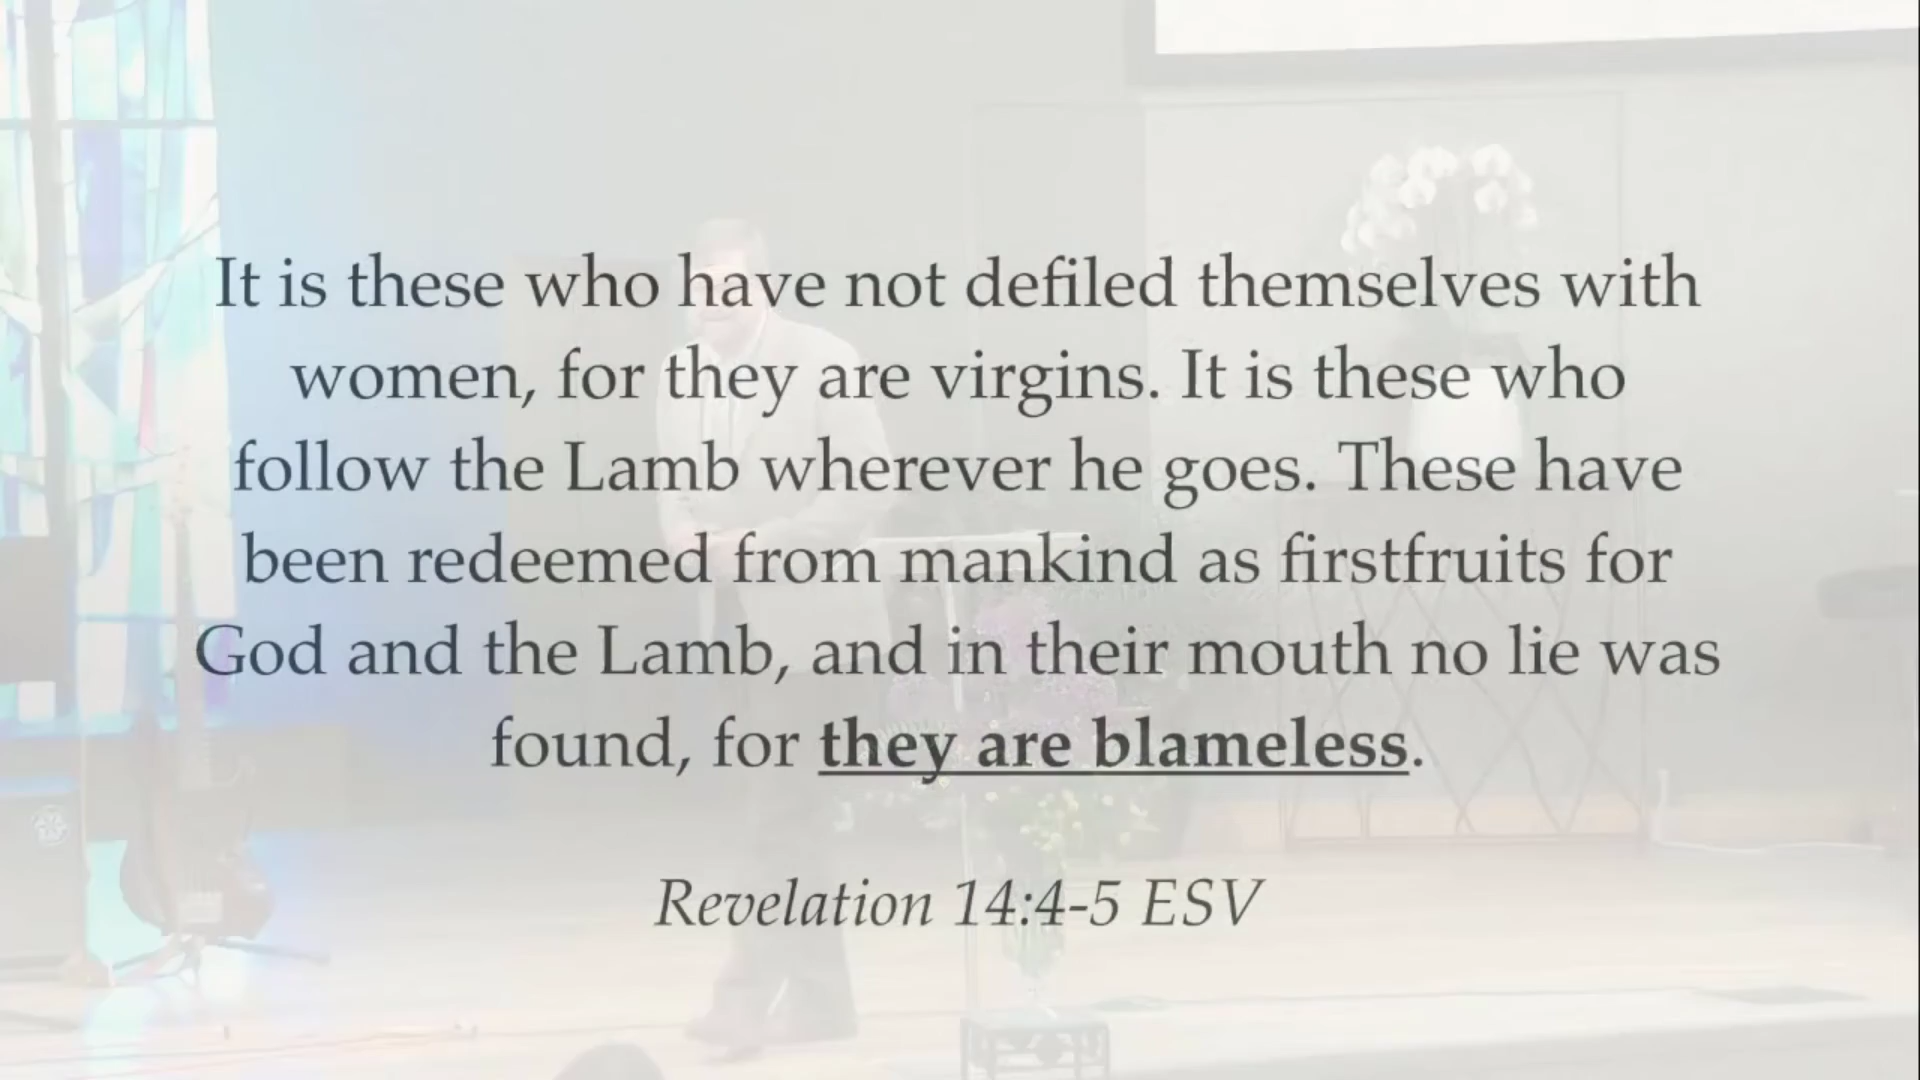 It is these who have not defiled themselves with
women, for they are virgins. It is these who
follow the Lamb wherever he goes. These have
been redeemed from mankind as firstfruits for
God and the Lamb, and in their mouth no lie was
found, for they are blameless.
Revelation 14:4-5 ESV